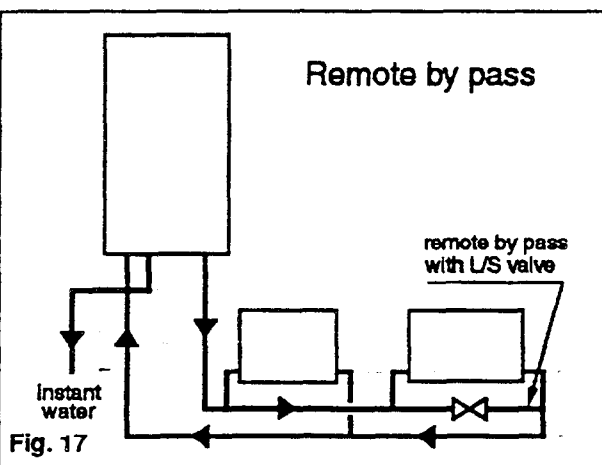 Remote by pass
remote by pass
with L/S valve
instant
water
Fig. 17